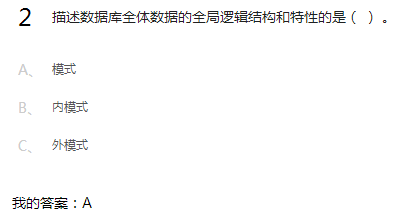 2 描述数据库全体数据的全局逻辑结构和特性的是（ ）。
A、 模式
B、 内模式
C、 外模式
我的答案：A